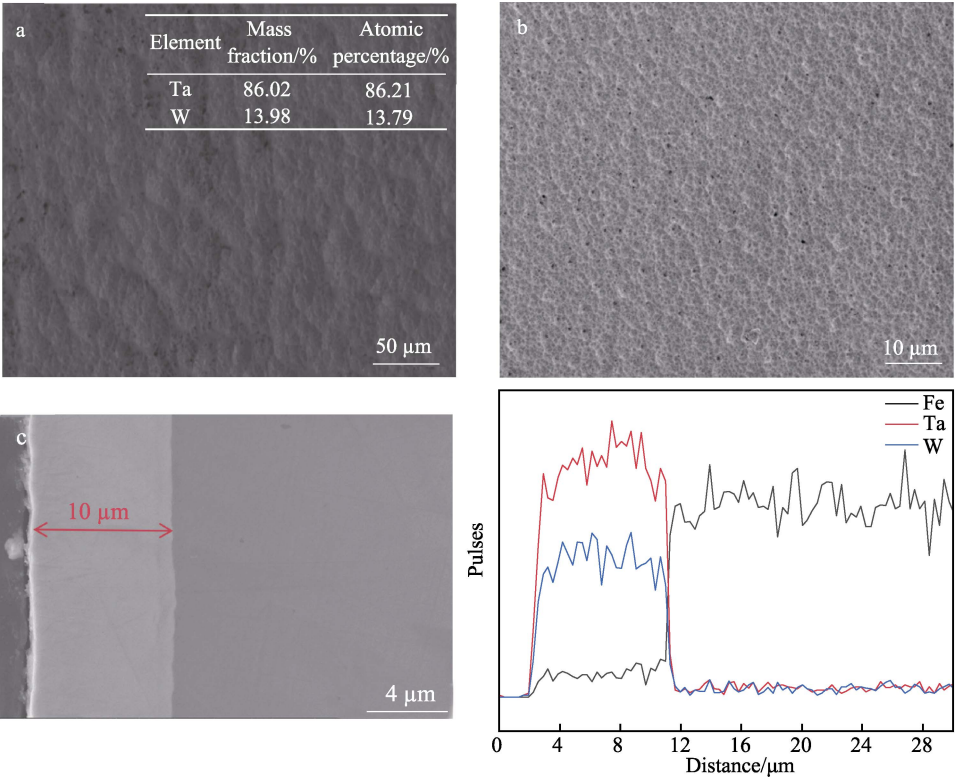 a
Element Mass fraction/% Atomic percentage/%
Ta 86.02 86.21
W 13.98 13.79
50 μm
b
10 μm
c
10 μm
4 μm
Fe
Ta
W
Pulses
0 4 8 12 16 20 24 28
Distance/μm